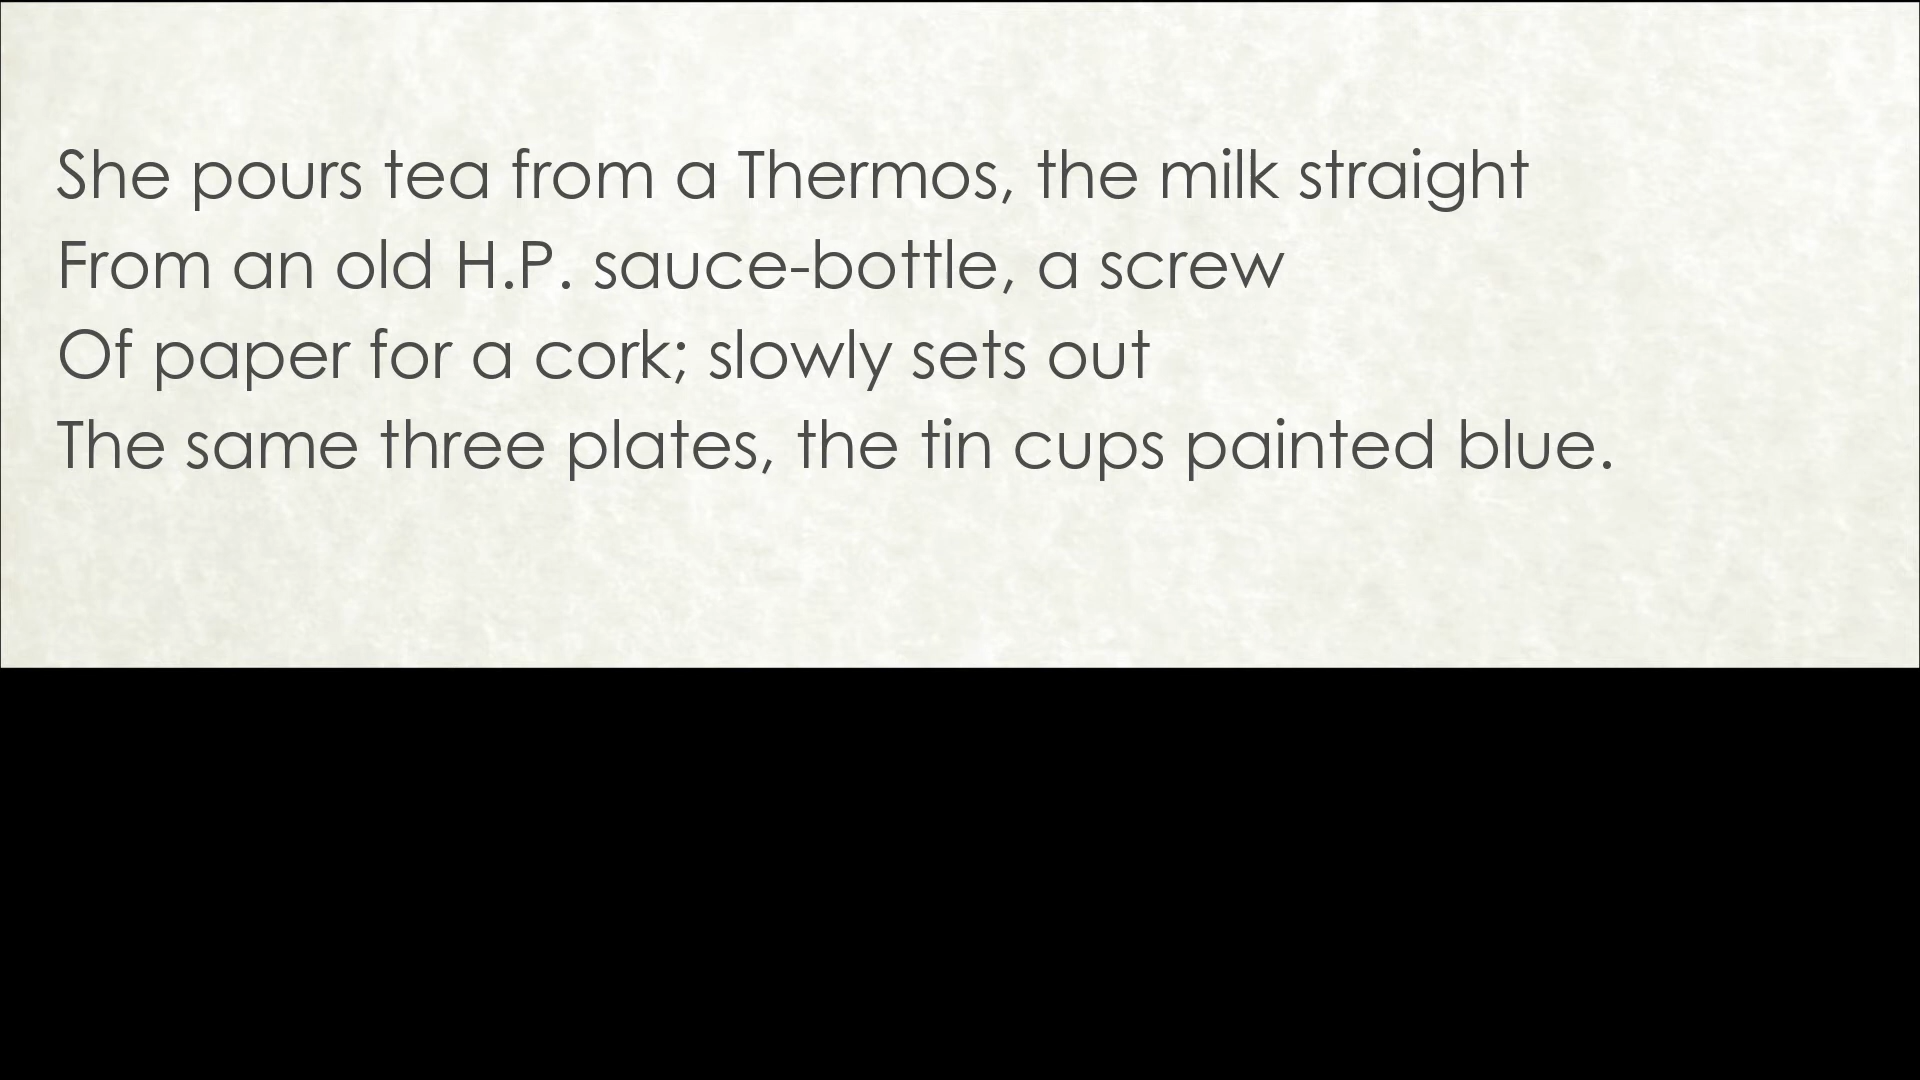 She pours tea from a Thermos, the milk straight
From an old H.P. sauce-bottle, a screw
Of paper for a cork; slowly sets out
The same three plates, the tin cups painted blue.